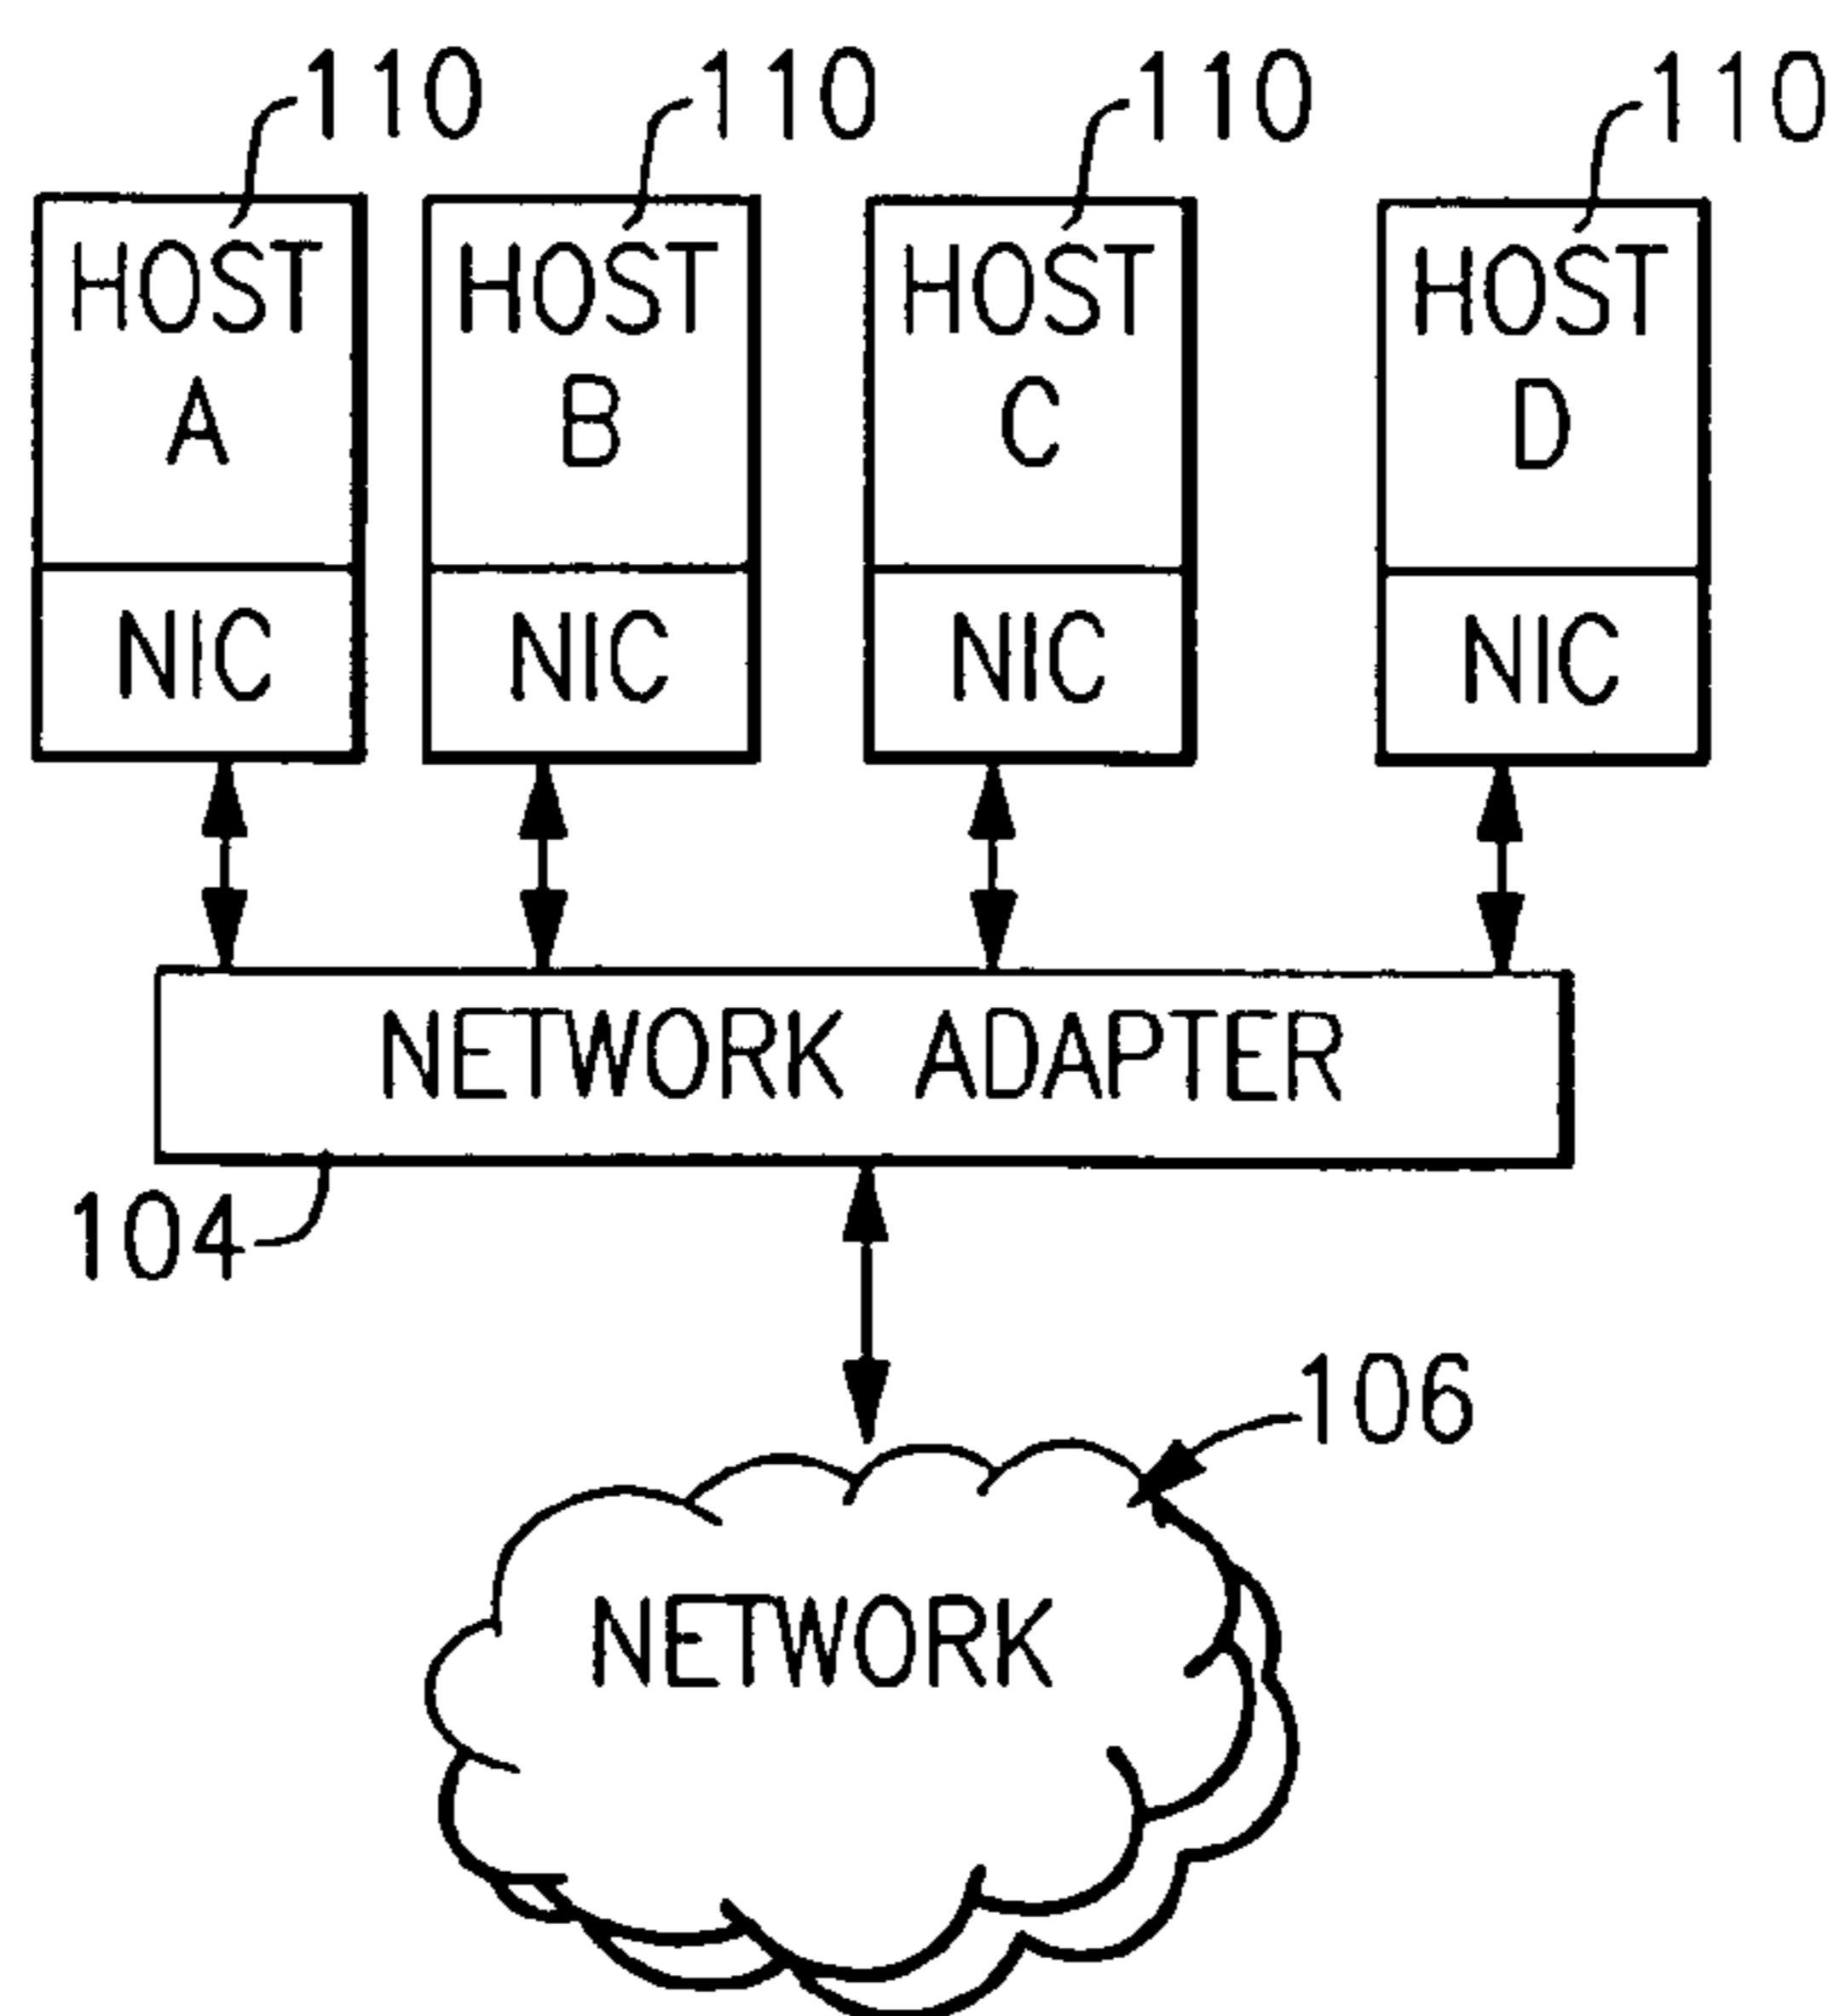 110 110 110 110
HOST HOST HOST HOST
A B C D
NIC NIC NIC NIC
NETWORK ADAPTER
104
106
NETWORK